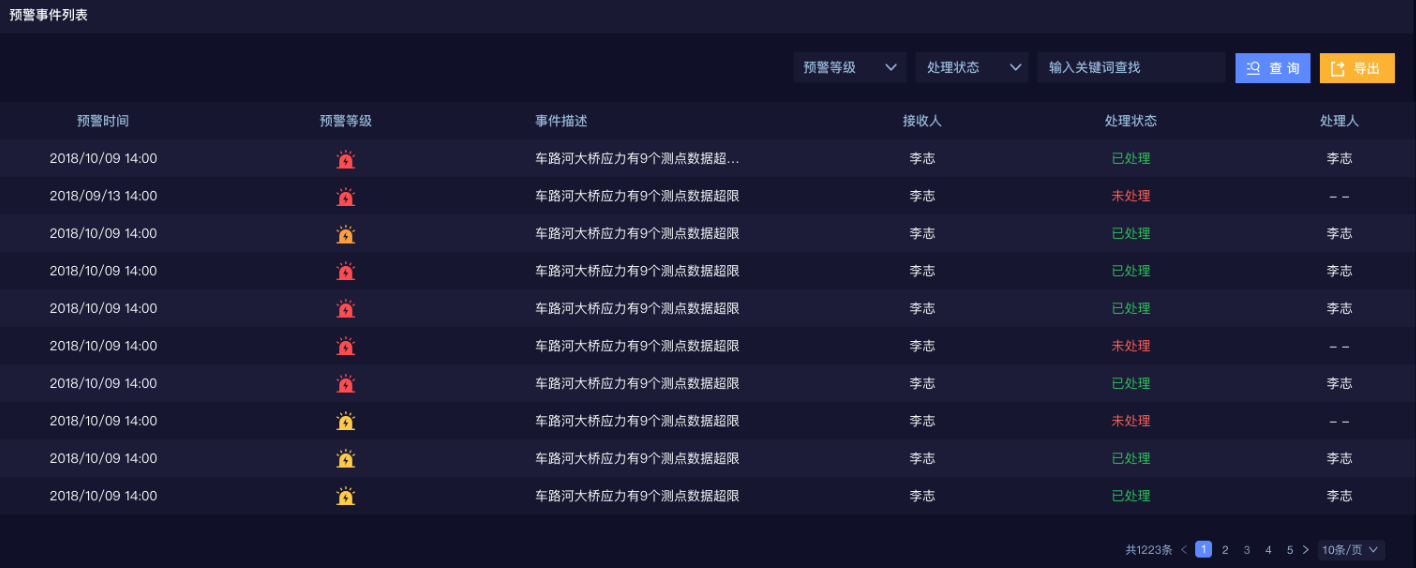 预警事件列表
预警等级 处理状态 输入关键词查找 查 询 导出
预警时间 预警等级 事件描述 接收人 处理状态 处理人
2018/10/09 14:00 车路河大桥应力有9个测点数据超... 李志 已处理 李志
2018/09/13 14:00 车路河大桥应力有9个测点数据超限 李志 未处理 – –
2018/10/09 14:00 车路河大桥应力有9个测点数据超限 李志 已处理 李志
2018/10/09 14:00 车路河大桥应力有9个测点数据超限 李志 已处理 李志
2018/10/09 14:00 车路河大桥应力有9个测点数据超限 李志 已处理 李志
2018/10/09 14:00 车路河大桥应力有9个测点数据超限 李志 未处理 – –
2018/10/09 14:00 车路河大桥应力有9个测点数据超限 李志 已处理 李志
2018/10/09 14:00 车路河大桥应力有9个测点数据超限 李志 未处理 – –
2018/10/09 14:00 车路河大桥应力有9个测点数据超限 李志 已处理 李志
2018/10/09 14:00 车路河大桥应力有9个测点数据超限 李志 已处理 李志
共1223条 1 2 3 4 5 10条/页